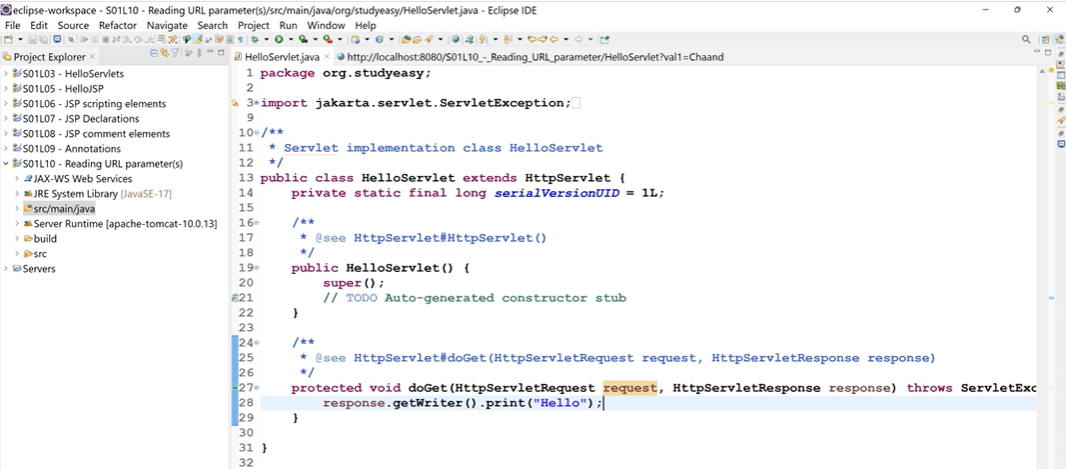 eclipse-workspace - S01L10 - Reading URL parameter(s)/src/main/java/org/studyeasy/HelloServlet.java - Eclipse IDE
File Edit Source Refactor Navigate Search Project Run Window Help
Project Explorer
S01L03 - HelloServlets
S01L05 - HelloJSP
S01L06 - JSP scripting elements
S01L07 - JSP Declarations
S01L08 - JSP comment elements
S01L09 - Annotations
S01L10 - Reading URL parameter(s)
JAX-WS Web Services
JRE System Library [JavaSE-17]
src/main/java
Server Runtime [apache-tomcat-10.0.13]
build
src
Servers
HelloServlet.java http://localhost:8080/S01L10_-_Reading_URL_parameter/HelloServlet?val1=Chaand
1 package org.studyeasy;
2
3 import jakarta.servlet.ServletException;
9
10 /**
11 * Servlet implementation class HelloServlet
12 */
13 public class HelloServlet extends HttpServlet {
14 private static final long serialVersionUID = 1L;
15
16 /**
17 * @see HttpServlet#HttpServlet()
18 */
19 public HelloServlet() {
20 super();
21 // TODO Auto-generated constructor stub
22 }
23
24 /**
25 * @see HttpServlet#doGet(HttpServletRequest request, HttpServletResponse response)
26 */
27 protected void doGet(HttpServletRequest request, HttpServletResponse response) throws ServletExc
28 response.getWriter().print("Hello");
29 }
30
31 }
32